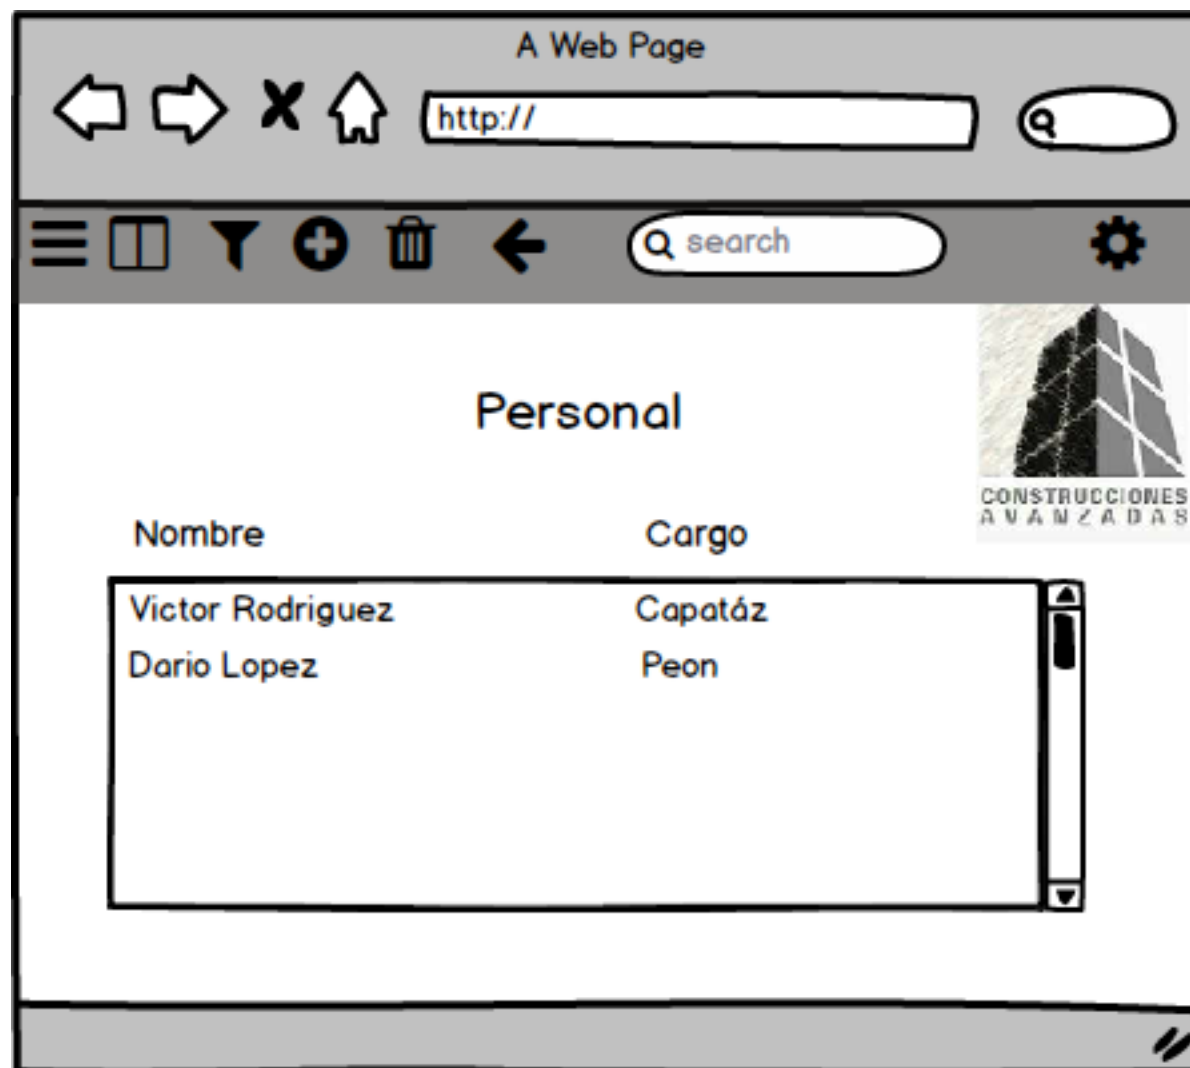 A Web Page
http://
search
CONSTRUCCIONES
AVANZADAS
Personal
Nombre Cargo
Victor Rodriguez Capatáz
Dario Lopez Peon